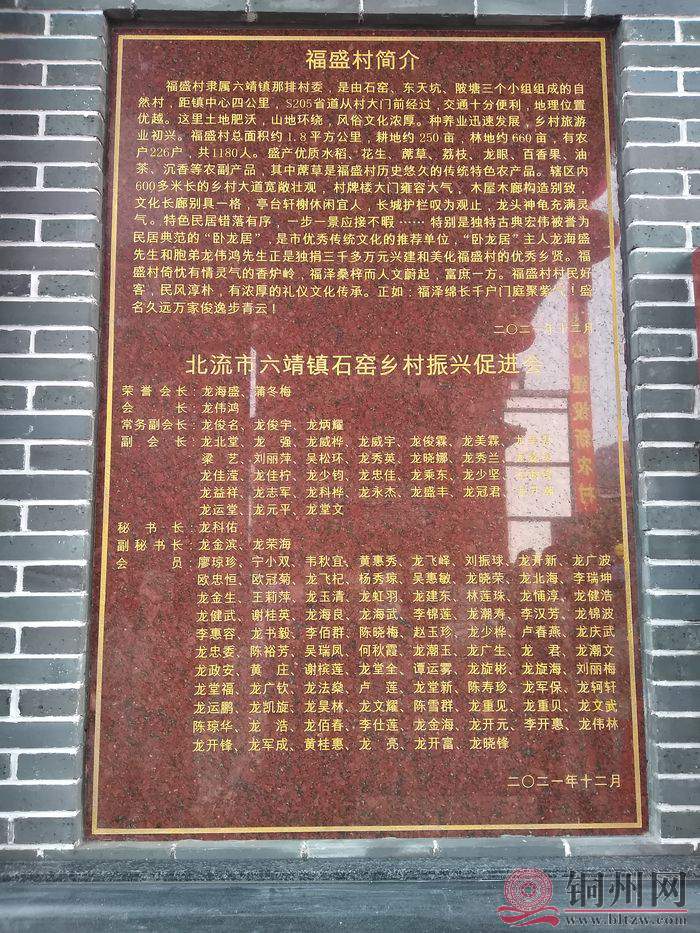 福盛村简介
福盛村隶属六靖镇那排村委，是由石窑、东天坑、陂塘三个小组组成的自
然村，距镇中心四公里，S205省道从村大门前经过，交通十分便利，地理位置
优越。这里土地肥沃，山地环绕，风俗文化浓厚。种养业迅速发展，乡村旅游
业初兴。福盛村总面积约1.8平方公里，耕地约250亩，林地约660亩，有农
户226户，共1180人。盛产优质水稻、花生、蓆草、荔枝、龙眼、百香果、油
茶、沉香等农副产品，其中蓆草是福盛村历史悠久的传统特色农产品。辖区内
600多米长的乡村大道宽敞壮观，村牌楼大门雍容大气，木屋木廊构造别致，
文化长廊别具一格，亭台轩榭休闲宜人，长城护栏叹为观止，龙头神龟充满灵
气。特色民居错落有序，一步一景应接不暇……特别是独特古典宏伟被誉为
民居典范的“卧龙居”，是市优秀传统文化的推荐单位，“卧龙居”主人龙海盛
先生和胞弟龙伟鸿先生正是独捐三千多万元兴建和美化福盛村的优秀乡贤。福
盛村倚忱有情灵气的香炉岭，福泽桑梓而人文蔚起，富庶一方。福盛村村民好
客，民风淳朴，有浓厚的礼仪文化传承。正如：福泽绵长千户门庭聚紫气！盛
名久远万家俊逸步青云！
二〇二一年十二月
北流市六靖镇石窑乡村振兴促进会
荣誉会长：龙海盛、蒲冬梅
会长：龙伟鸿
常务副会长：龙俊名、龙俊宇、龙炳耀
副会长：龙北堂、龙强、龙威桦、龙威宇、龙俊霖、龙美霖、
梁艺、刘丽萍、吴松环、龙秀英、龙晓娜、龙秀兰、
龙佳滢、龙佳柠、龙少钧、龙忠佳、龙乘东、龙少坚、
龙益祥、龙志军、龙科桦、龙永杰、龙盛丰、龙冠君、
龙运堂、龙元平、龙堂文
秘书长：龙科佑
副秘书长：龙金滨、龙荣海
会员：廖琼珍、宁小双、韦秋宜、黄惠秀、龙飞峰、刘振球、龙开新、龙广波
欧忠恒、欧冠菊、龙飞杞、杨秀琼、吴惠敏、龙晓荣、龙北海、李瑞坤
龙金生、王莉萍、龙玉清、龙虹羽、龙建东、林莲珠、龙悀淳、龙健浩
龙健武、谢桂英、龙海良、龙海武、李锦莲、龙潮寿、李汉芳、龙锦波
李惠容、龙书毅、李佰群、陈晓梅、赵玉珍、龙少桦、卢春燕、龙庆武
龙忠委、陈裕芳、吴瑞凤、何秋霞、龙潮玉、龙广生、龙君、龙潮文
龙政安、黄庄、谢槟莲、龙堂全、谭运雾、龙旋彬、龙旋海、刘丽梅
龙堂福、龙广钦、龙法燊、卢莲、龙堂新、陈寿珍、龙军保、龙轲轩
龙运鹏、龙凯旋、龙昊林、龙文耀、陈雪群、龙重见、龙重贝、龙文武
陈琼华、龙浩、龙佰春、李仕莲、龙金海、龙开元、李开惠、龙伟林
龙开锋、龙军成、黄桂惠、龙亮、龙开富、龙晓锋
二〇二一年十二月
建设新农村
铜州网
www.bltzw.com